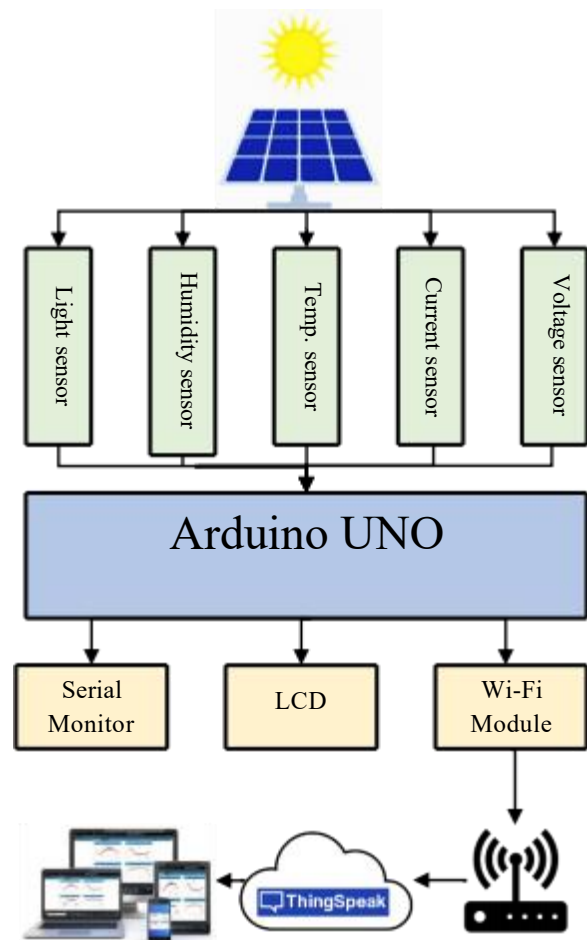 Light sensor
Humidity sensor
Temp. sensor
Current sensor
Voltage sensor
Arduino UNO
Serial
Monitor
LCD
Wi-Fi
Module
ThingSpeak